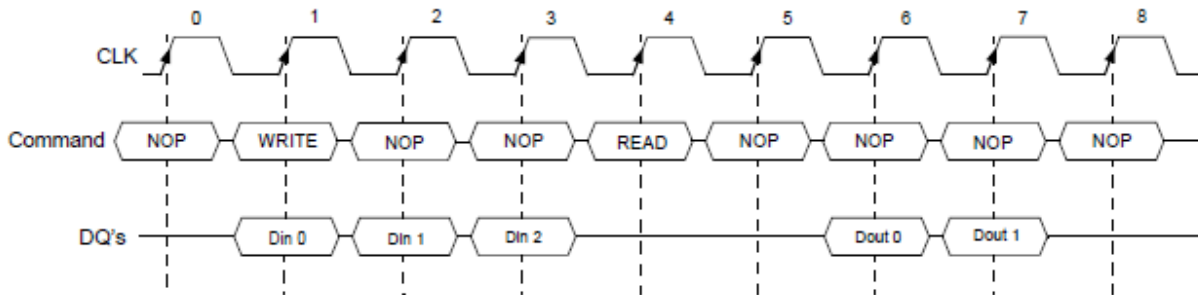 0 1 2 3 4 5 6 7 8
CLK
Command NOP WRITE NOP NOP READ NOP NOP NOP NOP
DQ's Din 0 DIn 1 DIn 2 Dout 0 Dout 1